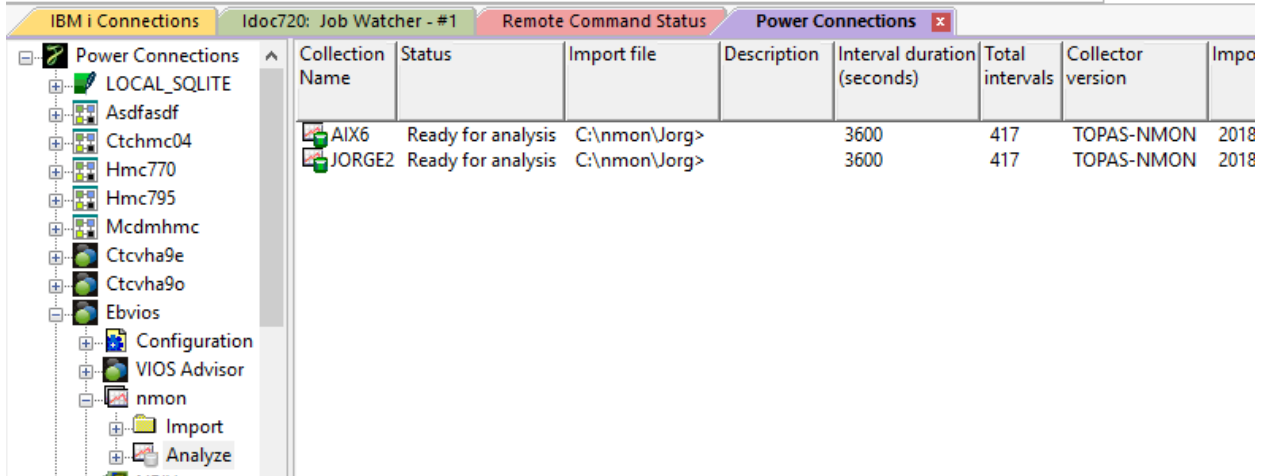 IBM i Connections
Idoc720: Job Watcher - #1
Remote Command Status
Power Connections
Power Connections
LOCAL_SQLITE
Asdfasdf
Ctchmc04
Hmc770
Hmc795
Mcdmhmc
Ctcvha9e
Ctcvha9o
Ebvios
Configuration
VIOS Advisor
nmon
Import
Analyze
Collection Name Status Import file Description Interval duration (seconds) Total intervals Collector version Impo
AIX6 Ready for analysis C:\nmon\Jorg> 3600 417 TOPAS-NMON 2018
JORGE2 Ready for analysis C:\nmon\Jorg> 3600 417 TOPAS-NMON 2018